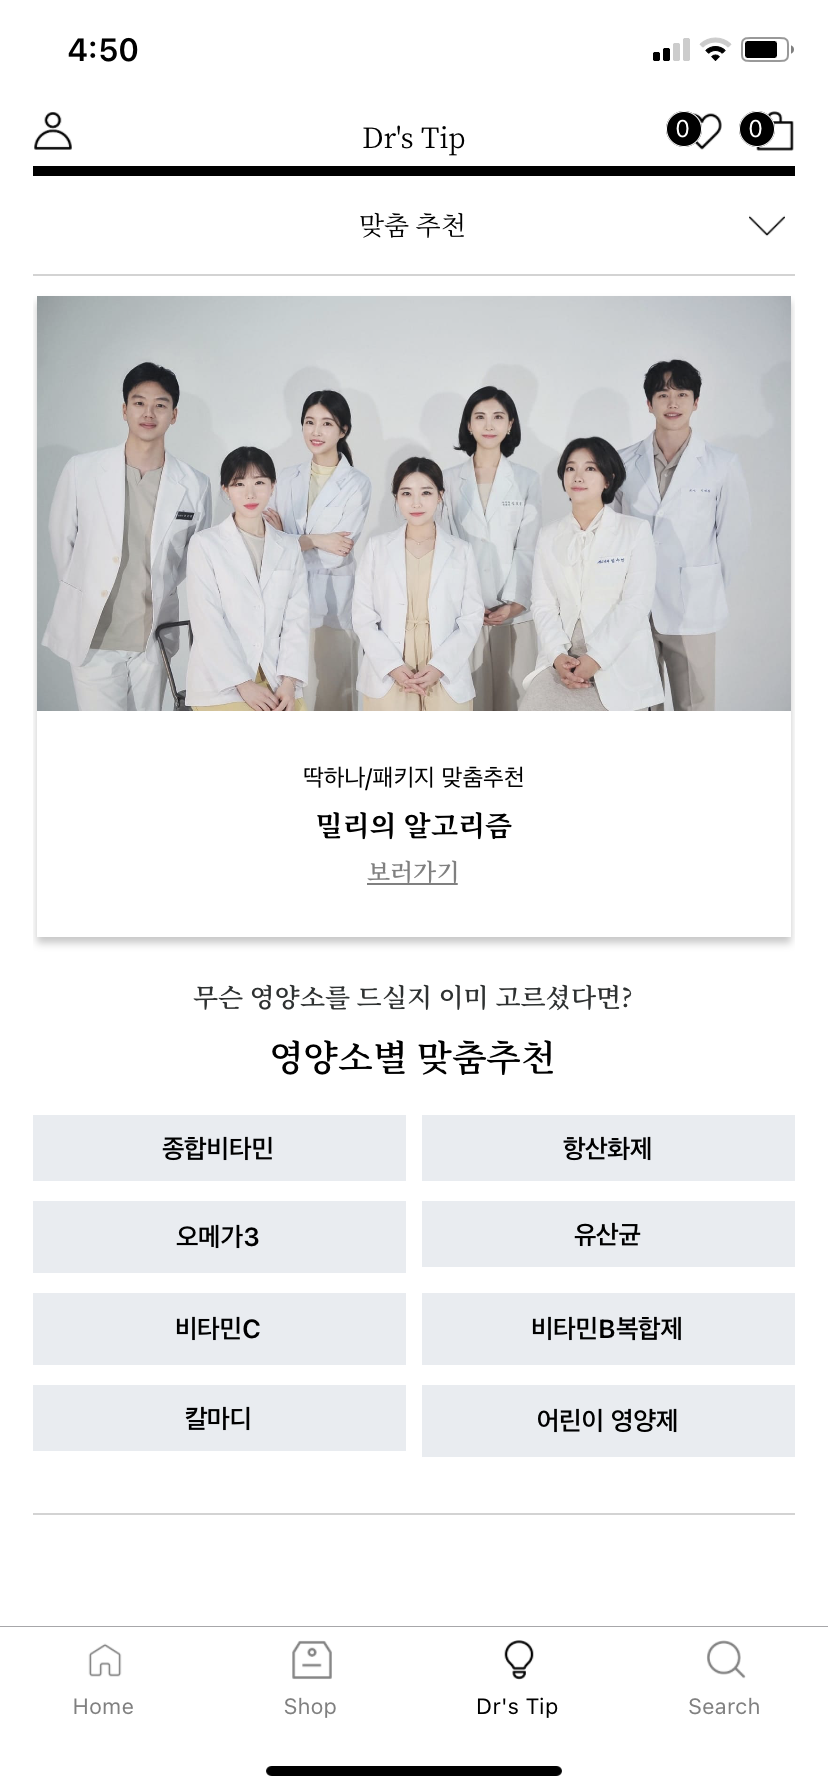 4:50
Dr's Tip
0
0
맞춤 추천
딱하나/패키지 맞춤추천
밀리의 알고리즘
보러가기
무슨 영양소를 드실지 이미 고르셨다면?
영양소별 맞춤추천
종합비타민
항산화제
오메가3
유산균
비타민C
비타민B복합제
칼마디
어린이 영양제
Home
Shop
Dr's Tip
Search